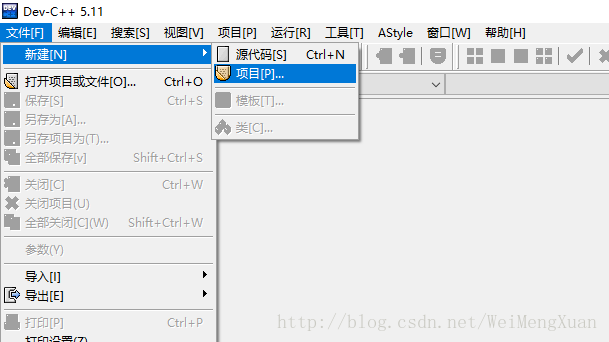 Dev-C++ 5.11
文件[F] 编辑[E] 搜索[S] 视图[V] 项目[P] 运行[R] 工具[T] AStyle 窗口[W] 帮助[H]
新建[N]
源代码[S] Ctrl+N
项目[P]...
模板[T]...
类[C]...
打开项目或文件[O]... Ctrl+O
保存[S] Ctrl+S
另存为[A]...
另存项目为(T)...
全部保存[v] Shift+Ctrl+S
关闭[C] Ctrl+W
关闭项目(U)
全部关闭[C](W) Shift+Ctrl+W
参数(Y)
导入[I]
导出[E]
打印[P] Ctrl+P
打印设置(Z)
http://blog.csdn.net/WeiMengXuan